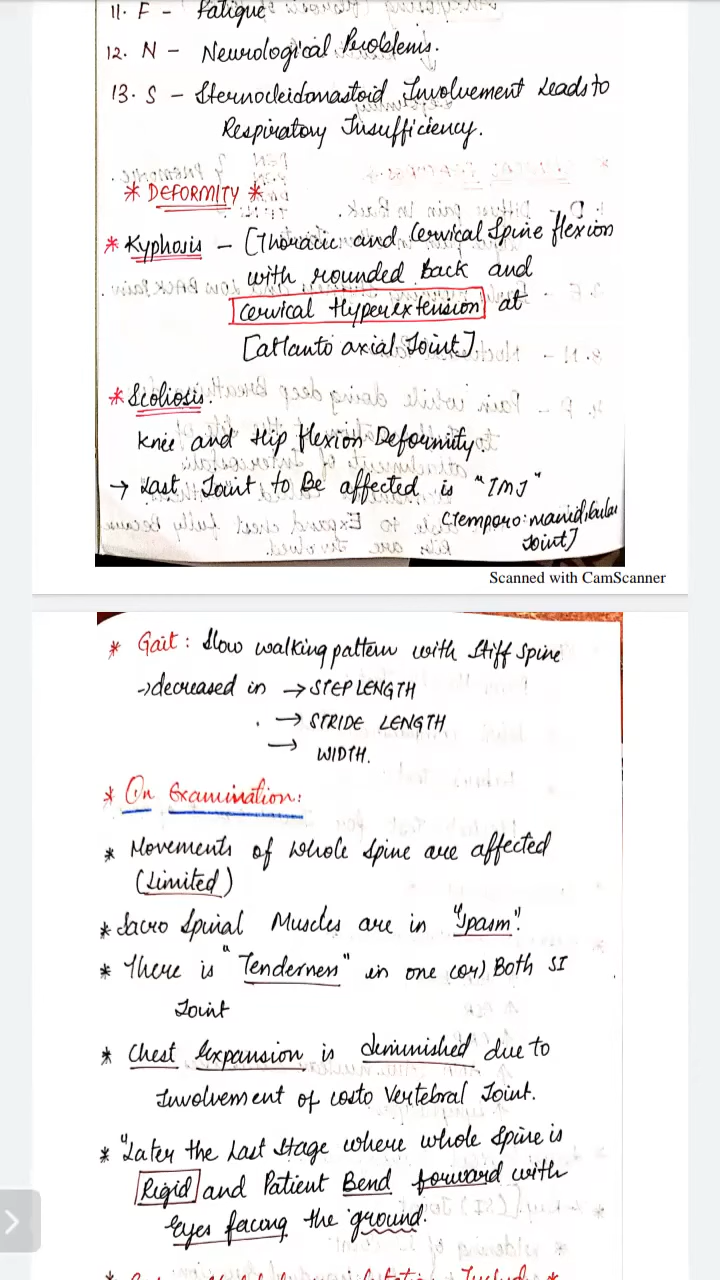 11. F - Fatigue
12. N - Neurological Problems.
13. S - Sternocleidomastoid Involvement Leads to
Respiratory Insufficiency.
* DEFORMITY *
* Kyphosis - [Thoracic and Cervical Spine flexion
with rounded back and
Cervical Hyperextension at
[atlanto axial Joint]
* Scoliosis.
Knee and Hip flexion Deformity.
→ Last Joint to Be affected is "TMJ"
[Temporo:mandibular
Joint]
Scanned with CamScanner
* Gait: Slow walking pattern with Stiff Spine
→decreased in → STEP LENGTH
→ STRIDE LENGTH
→ WIDTH.
* On Examination:
* Movements of whole Spine are affected
(Limited)
* Sacro Spinal Muscles are in "Spasm".
* There is "Tenderness" in one (or) Both SI
Joint
* Chest Expansion is diminished due to
Involvement of costo Vertebral Joint.
* "Later the Last Stage where whole Spine is
Rigid and Patient Bend forward with
Eyes facing the ground.